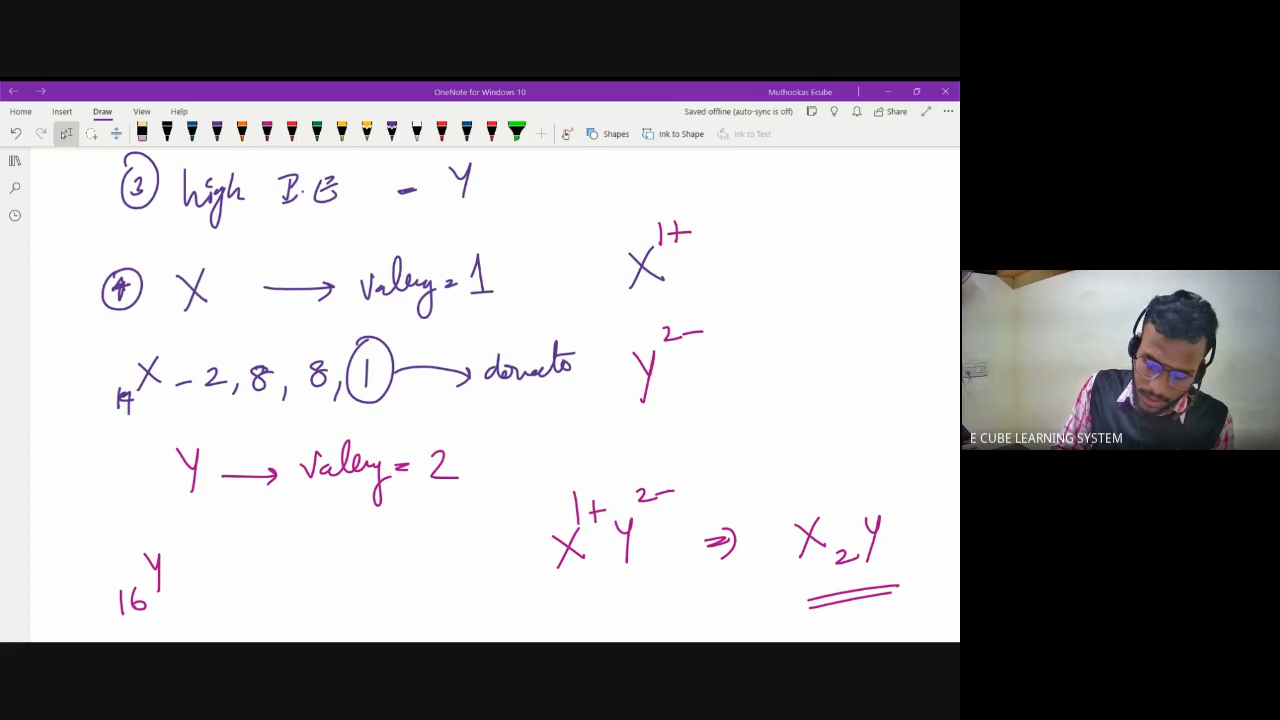 OneNote for Windows 10
Muthookas Ecube
Home Insert Draw View Help
Saved offline (auto-sync is off)
Share
Shapes
Ink to Shape
Ink to Text
③ high I.E - Y
④ X → valency = 1
X¹⁺
X - 2, 8, 8, 1 → donate
Y²⁻
Y → valency = 2
X¹⁺ Y²⁻ ⇒ X₂Y
₁₆Y
E CUBE LEARNING SYSTEM